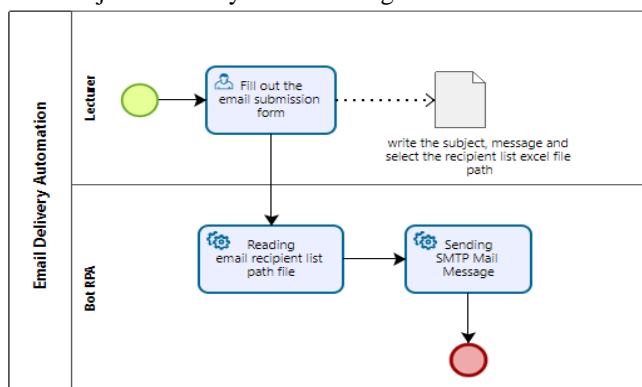 Email Delivery Automation
Lecturer
Fill out the
email submission
form
write the subject, message and
select the recipient list excel file
path
Bot RPA
Reading
email recipient list
path file
Sending
SMTP Mail
Message